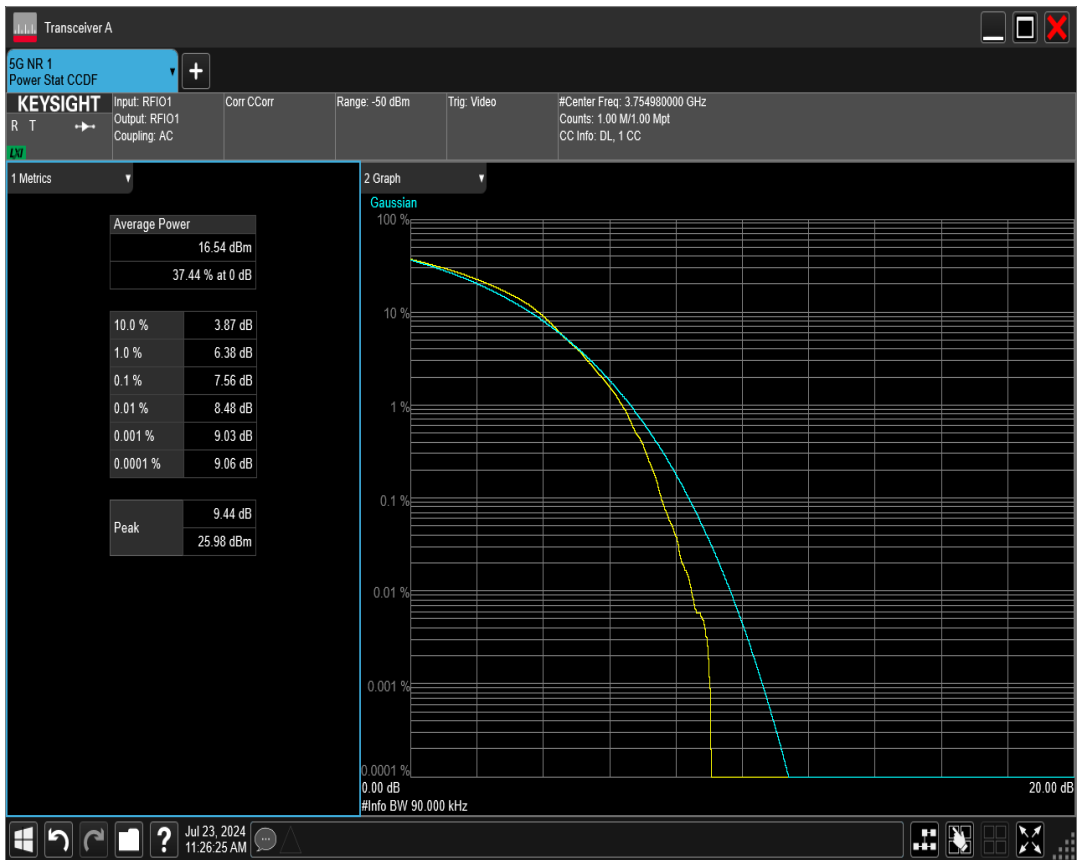 Transceiver A
5G NR 1
Power Stat CCDF
+
KEYSIGHT
R T
LXI
Input: RFIO1
Output: RFIO1
Coupling: AC
Corr CCorr
Range: -50 dBm
Trig: Video
#Center Freq: 3.754980000 GHz
Counts: 1.00 M/1.00 Mpt
CC Info: DL, 1 CC
1 Metrics
Average Power
16.54 dBm
37.44 % at 0 dB
10.0 % 3.87 dB
1.0 % 6.38 dB
0.1 % 7.56 dB
0.01 % 8.48 dB
0.001 % 9.03 dB
0.0001 % 9.06 dB
Peak
9.44 dB
25.98 dBm
2 Graph
Gaussian
100 %
10 %
1 %
0.1 %
0.01 %
0.001 %
0.0001 %
0.00 dB 20.00 dB
#Info BW 90.000 kHz
?
Jul 23, 2024
11:26:25 AM